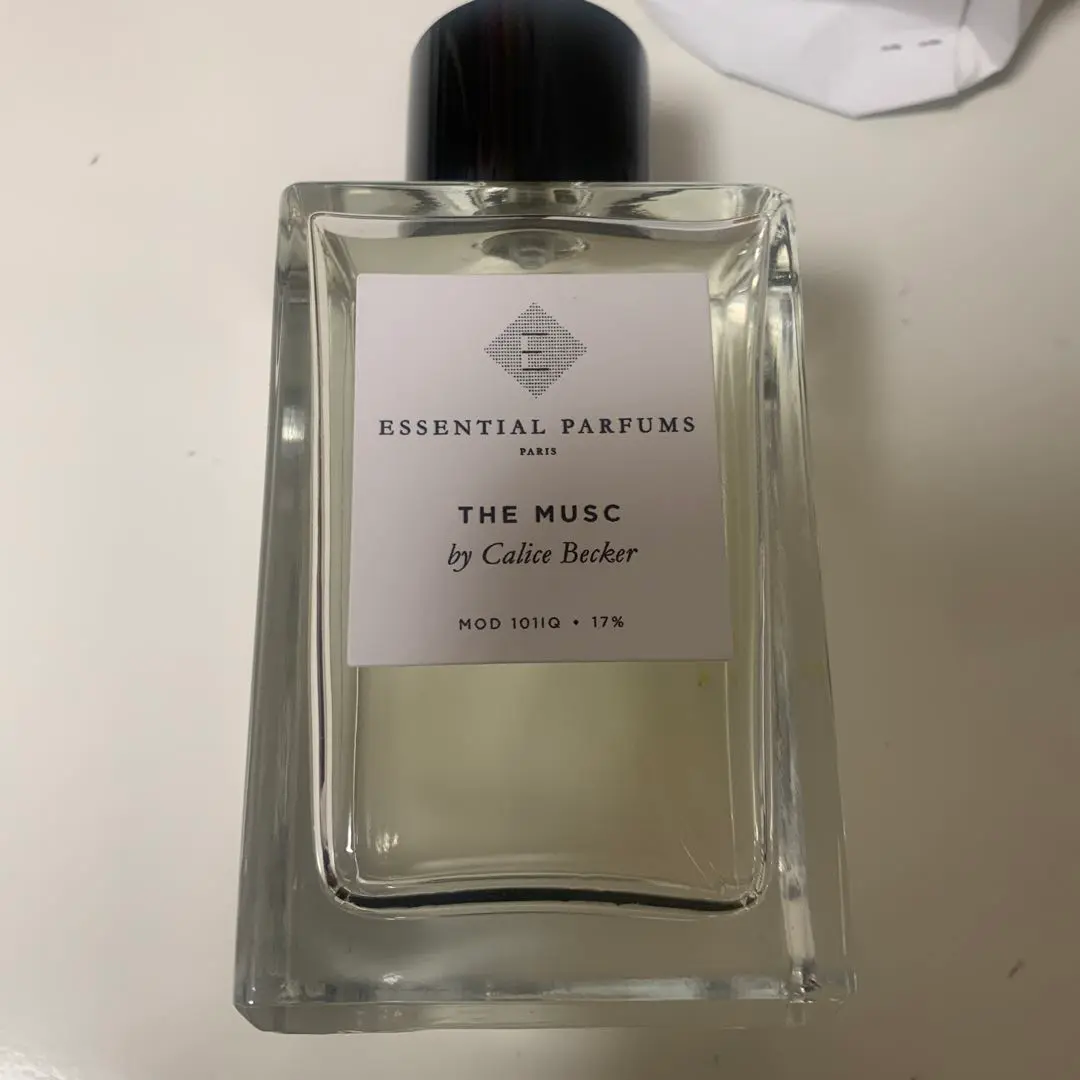 E
ESSENTIAL PARFUMS
PARIS
THE MUSC
by Calice Becker
MOD 101IQ • 17%